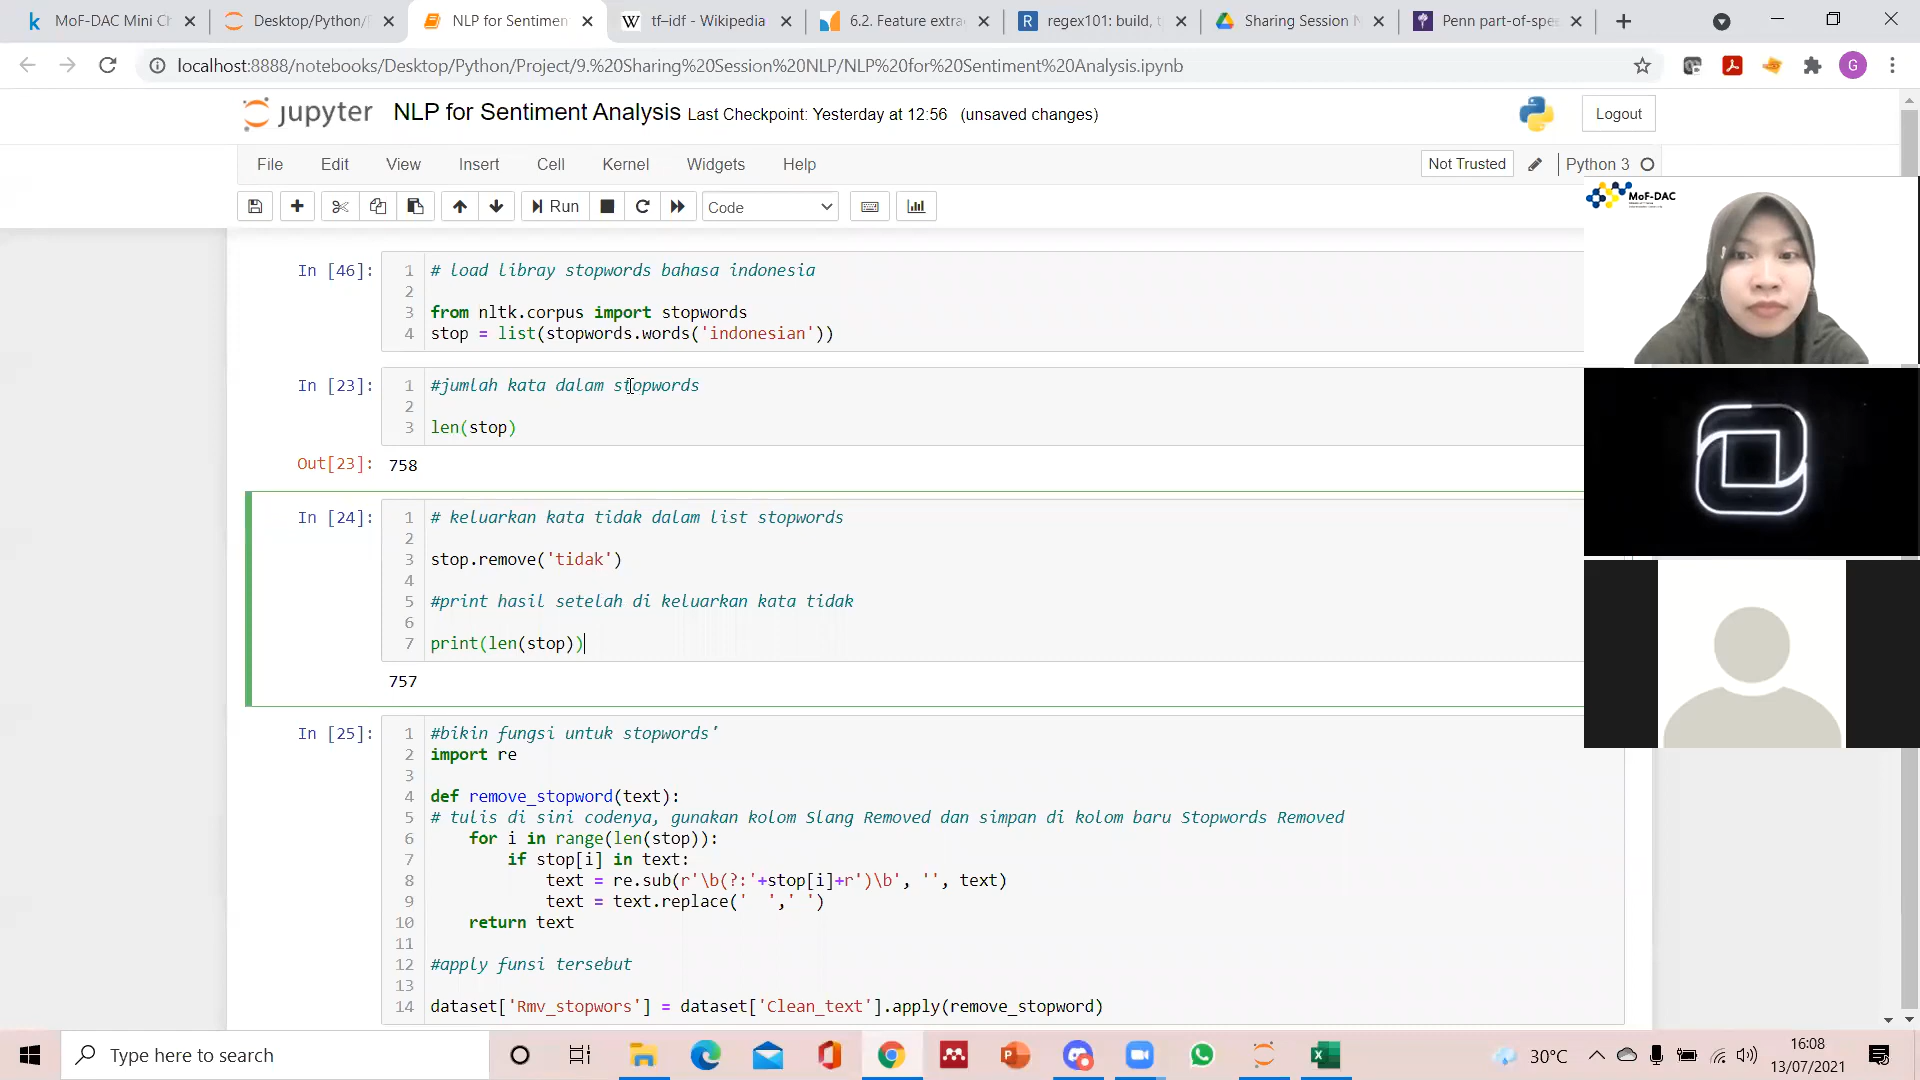 MoF-DAC Mini Ch
Desktop/Python/
NLP for Sentimen
tf–idf - Wikipedia
6.2. Feature extra
regex101: build, t
Sharing Session N
Penn part-of-spe
localhost:8888/notebooks/Desktop/Python/Project/9.%20Sharing%20Session%20NLP/NLP%20for%20Sentiment%20Analysis.ipynb
G
jupyter NLP for Sentiment Analysis Last Checkpoint: Yesterday at 12:56 (unsaved changes)
Logout
File Edit View Insert Cell Kernel Widgets Help
Not Trusted
Python 3
Run
Code
MoF-DAC
In [46]:
1 # load libray stopwords bahasa indonesia
2
3 from nltk.corpus import stopwords
4 stop = list(stopwords.words('indonesian'))
In [23]:
1 #jumlah kata dalam stopwords
2
3 len(stop)
Out[23]: 758
In [24]:
1 # keluarkan kata tidak dalam list stopwords
2
3 stop.remove('tidak')
4
5 #print hasil setelah di keluarkan kata tidak
6
7 print(len(stop))
757
In [25]:
1 #bikin fungsi untuk stopwords'
2 import re
3
4 def remove_stopword(text):
5 # tulis di sini codenya, gunakan kolom Slang Removed dan simpan di kolom baru Stopwords Removed
6 for i in range(len(stop)):
7 if stop[i] in text:
8 text = re.sub(r'\b(?:'+stop[i]+r')\b', '', text)
9 text = text.replace('  ',' ')
10 return text
11
12 #apply funsi tersebut
13
14 dataset['Rmv_stopwors'] = dataset['Clean_text'].apply(remove_stopword)
Type here to search
30°C
16:08
13/07/2021